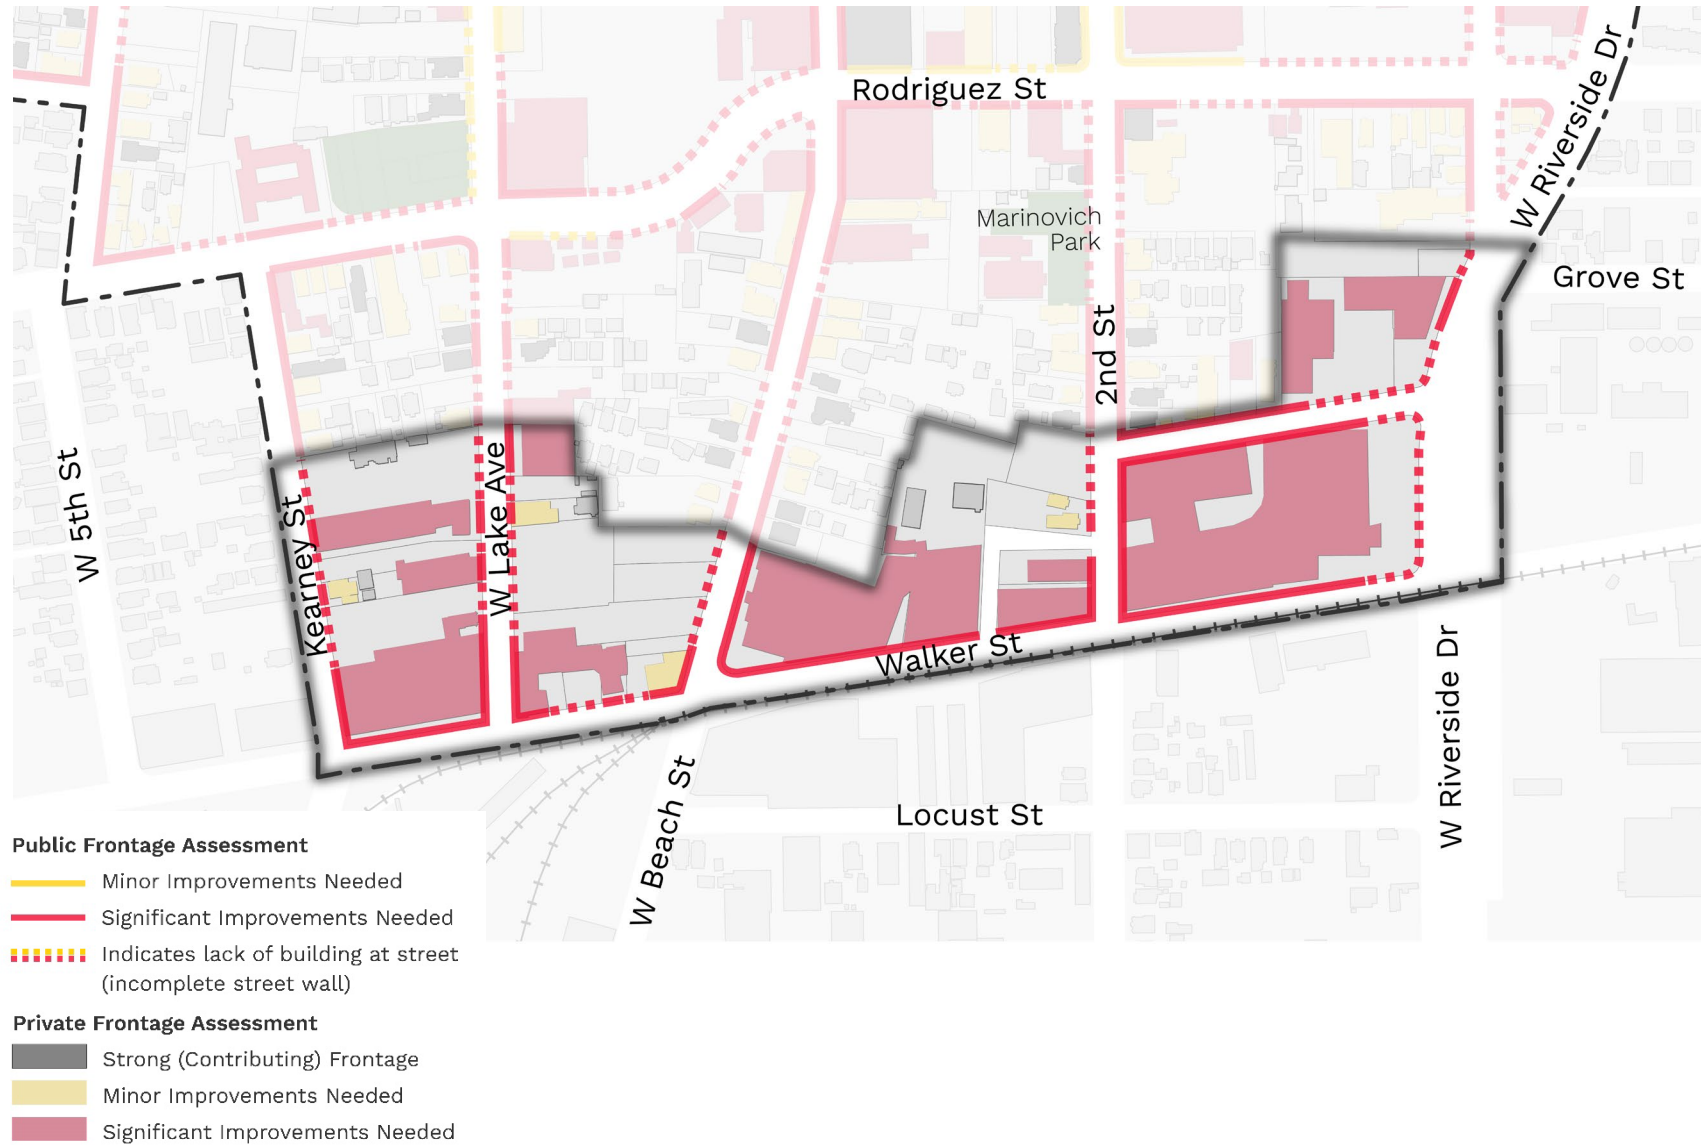 Rodriguez St
W Riverside Dr
Marinovich
Park
Grove St
2nd St
W 5th St
Kearney St
W Lake Ave
Walker St
W Riverside Dr
W Beach St
Locust St
Public Frontage Assessment
Minor Improvements Needed
Significant Improvements Needed
Indicates lack of building at street
(incomplete street wall)
Private Frontage Assessment
Strong (Contributing) Frontage
Minor Improvements Needed
Significant Improvements Needed